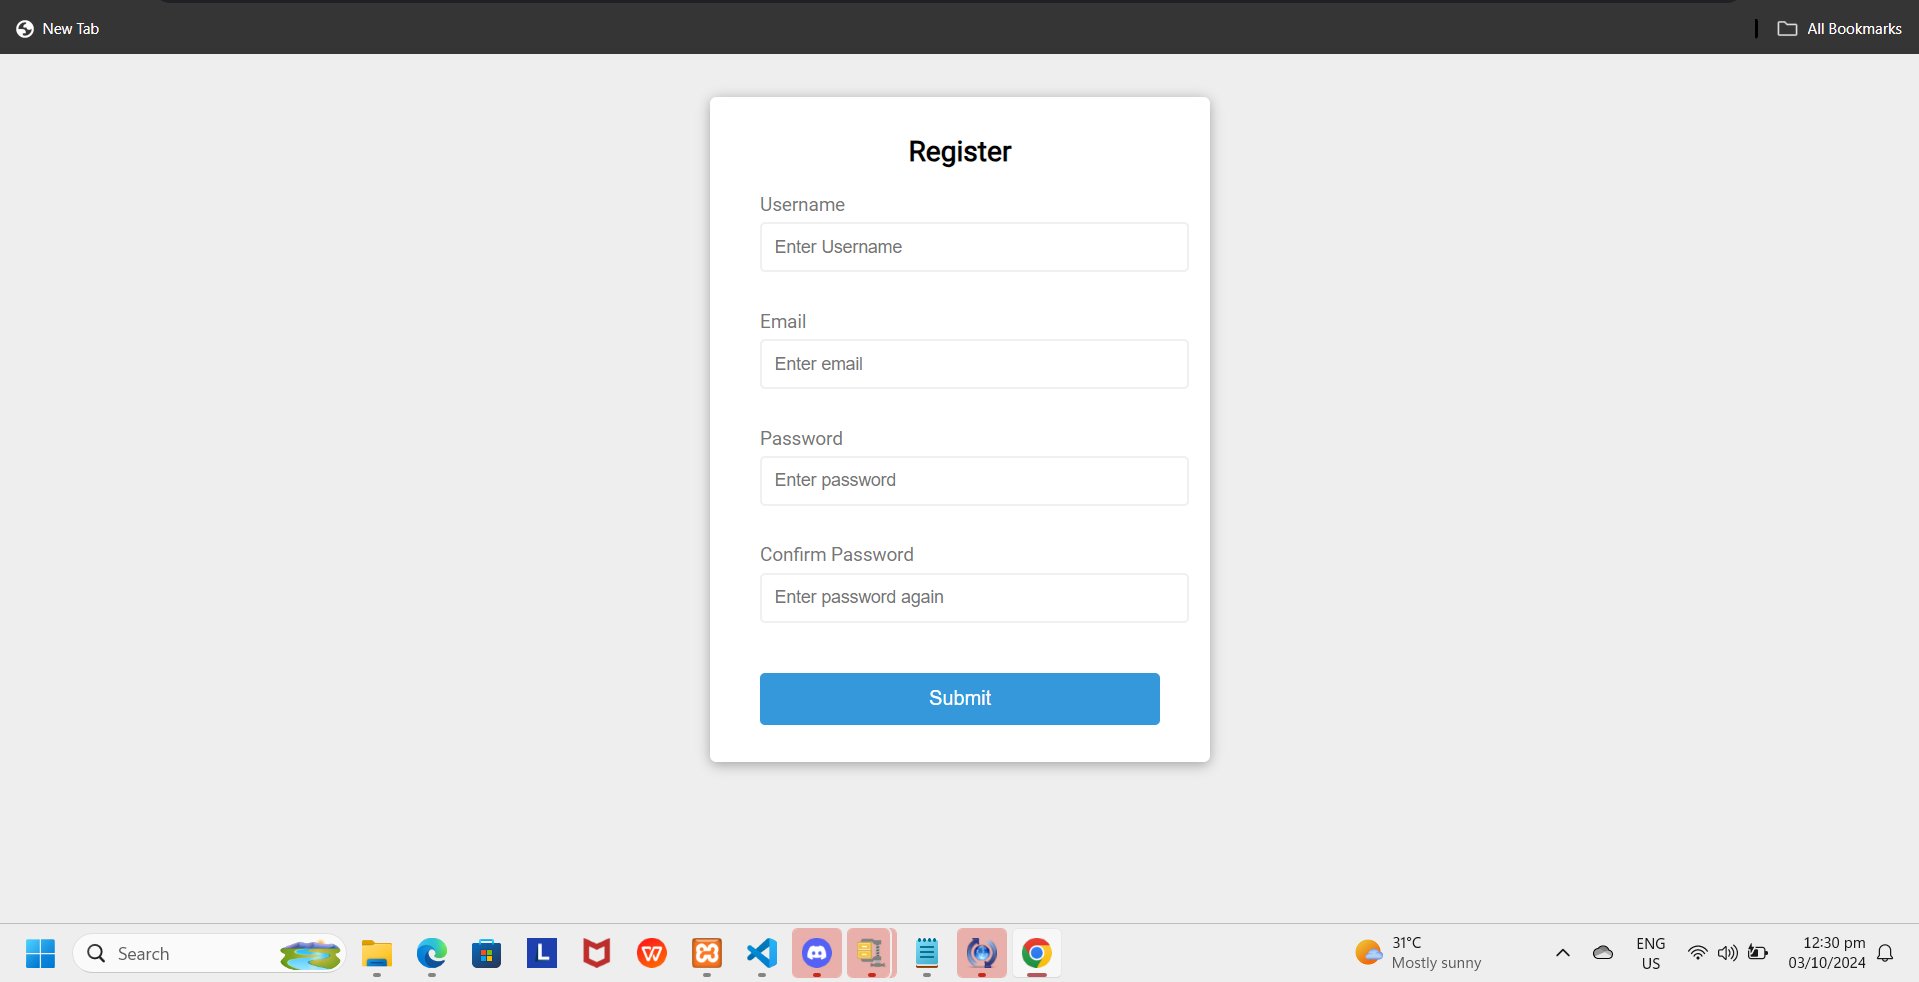 New Tab
All Bookmarks
Register
Username
Enter Username
Email
Enter email
Password
Enter password
Confirm Password
Enter password again
Submit
Search
L
W
31°C
Mostly sunny
ENG
US
12:30 pm
03/10/2024